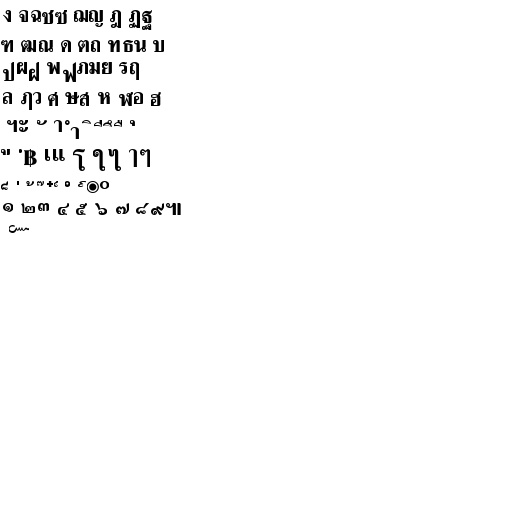 ง จฉชซ ฌญ ฎ ฏฐ
ฑ ฒณ ด ตถ ทธน บ
ปผฝ พ ฟภมย รฤ
ล ฦว ศ ษส ห ฬอ ฮ
ฯะ ั า ำ ิ ี ึ ื ุ
ู ฺ ฿ เแ โ ใ ไ ๅๆ
็ ่ ้ ๊ ๋ ์ ํ ๎ ๏๐
๑ ๒๓ ๔ ๕ ๖ ๗ ๘๙๚
๛